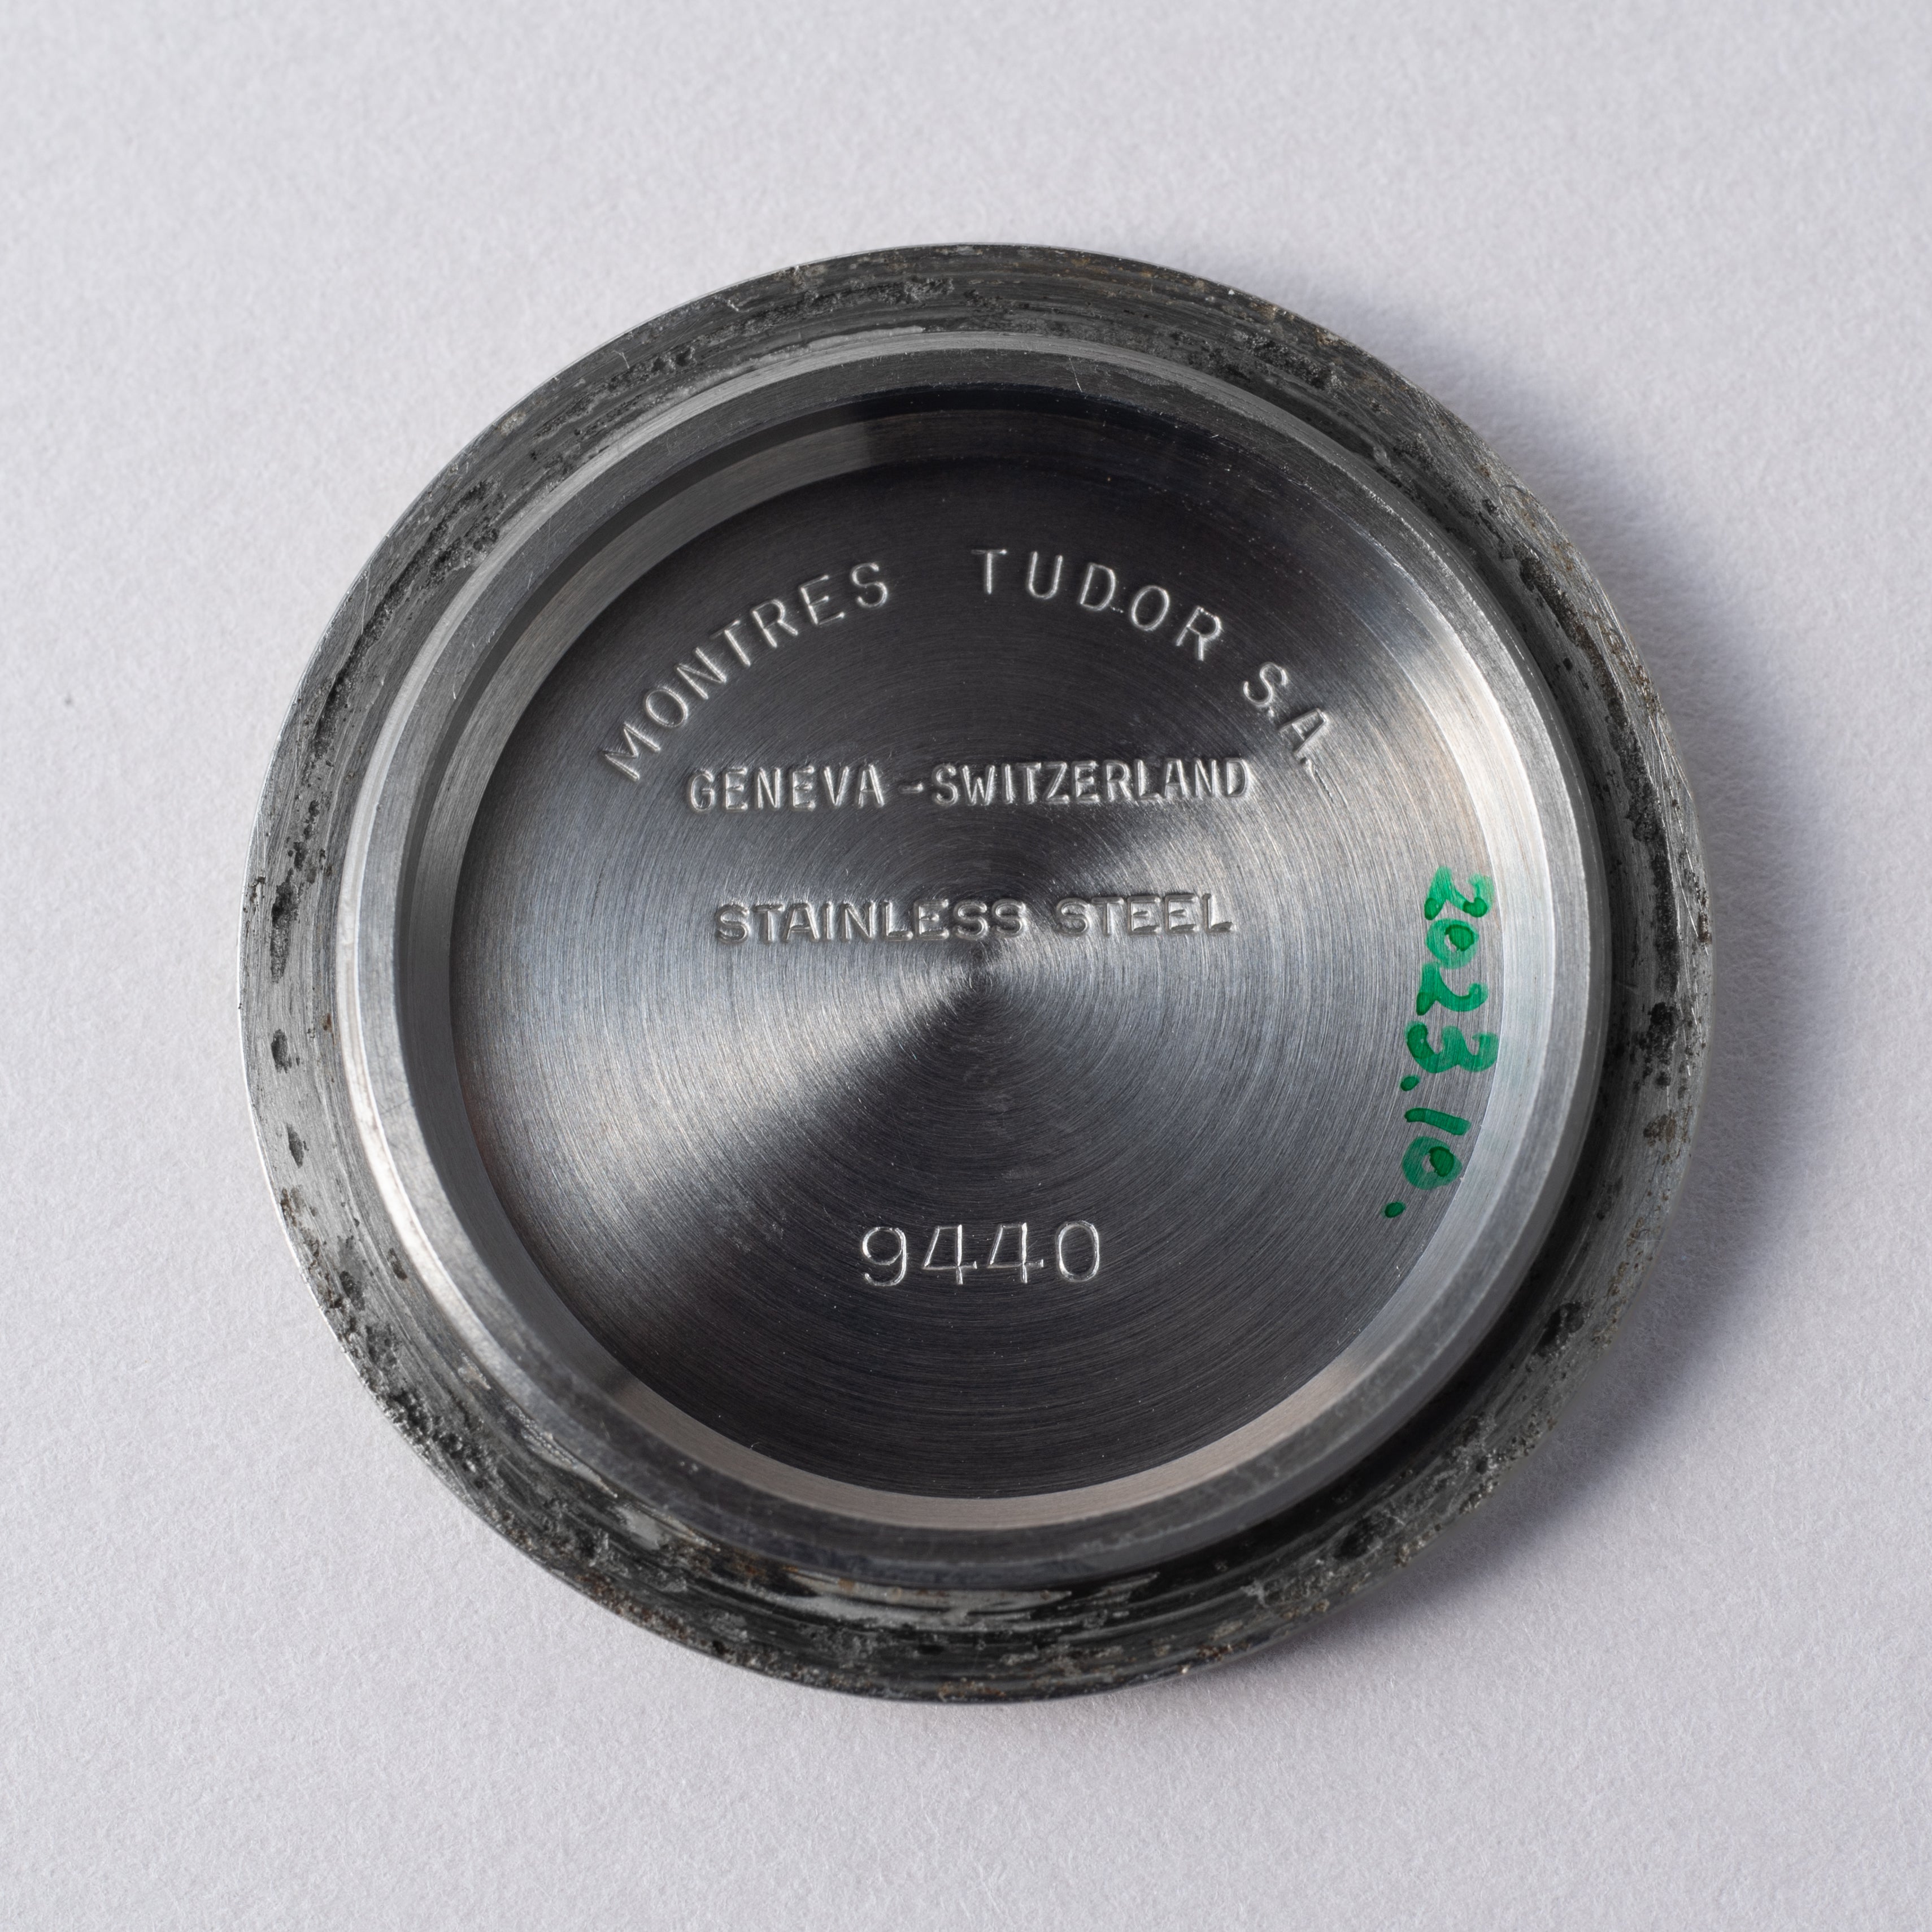 MONTRES TUDOR S.A.
GENEVA-SWITZERLAND
STAINLESS STEEL
9440
2023.10.